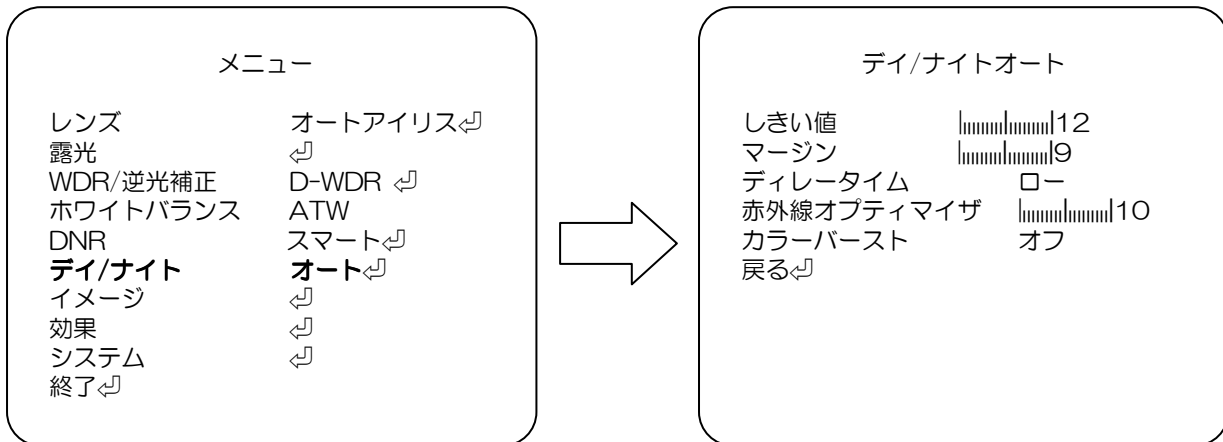 メニュー
レンズ オートアイリス⏎
露光 ⏎
WDR/逆光補正 D-WDR ⏎
ホワイトバランス ATW
DNR スマート⏎
デイ/ナイト オート⏎
イメージ ⏎
効果 ⏎
システム ⏎
終了⏎
デイ/ナイトオート
しきい値 12
マージン 9
ディレータイム ロー
赤外線オプティマイザ 10
カラーバースト オフ
戻る⏎